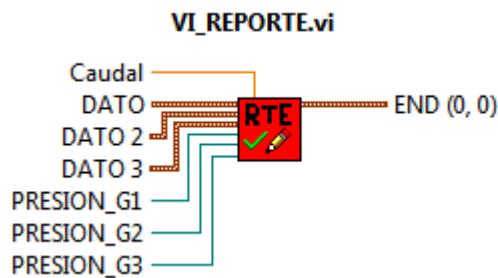 VI_REPORTE.vi
Caudal
DATO
END (0, 0)
RTE
DATO 2
DATO 3
PRESION_G1
PRESION_G2
PRESION_G3